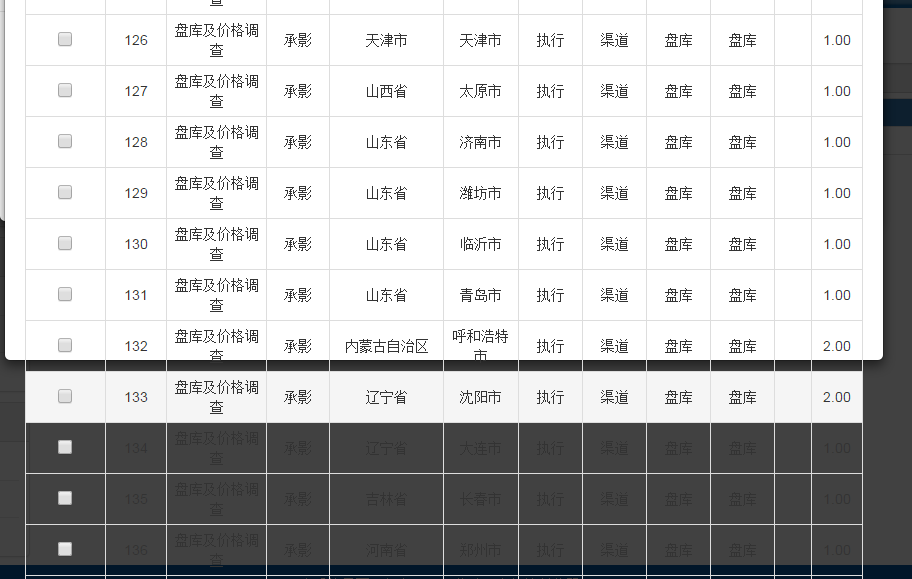 查
126 盘库及价格调查 承影 天津市 天津市 执行 渠道 盘库 盘库 1.00
127 盘库及价格调查 承影 山西省 太原市 执行 渠道 盘库 盘库 1.00
128 盘库及价格调查 承影 山东省 济南市 执行 渠道 盘库 盘库 1.00
129 盘库及价格调查 承影 山东省 潍坊市 执行 渠道 盘库 盘库 1.00
130 盘库及价格调查 承影 山东省 临沂市 执行 渠道 盘库 盘库 1.00
131 盘库及价格调查 承影 山东省 青岛市 执行 渠道 盘库 盘库 1.00
132 盘库及价格调查 承影 内蒙古自治区 呼和浩特市 执行 渠道 盘库 盘库 2.00
133 盘库及价格调查 承影 辽宁省 沈阳市 执行 渠道 盘库 盘库 2.00
134 盘库及价格调查 承影 辽宁省 大连市 执行 渠道 盘库 盘库 1.00
135 盘库及价格调查 承影 吉林省 长春市 执行 渠道 盘库 盘库 1.00
136 盘库及价格调查 承影 河南省 郑州市 执行 渠道 盘库 盘库 1.00